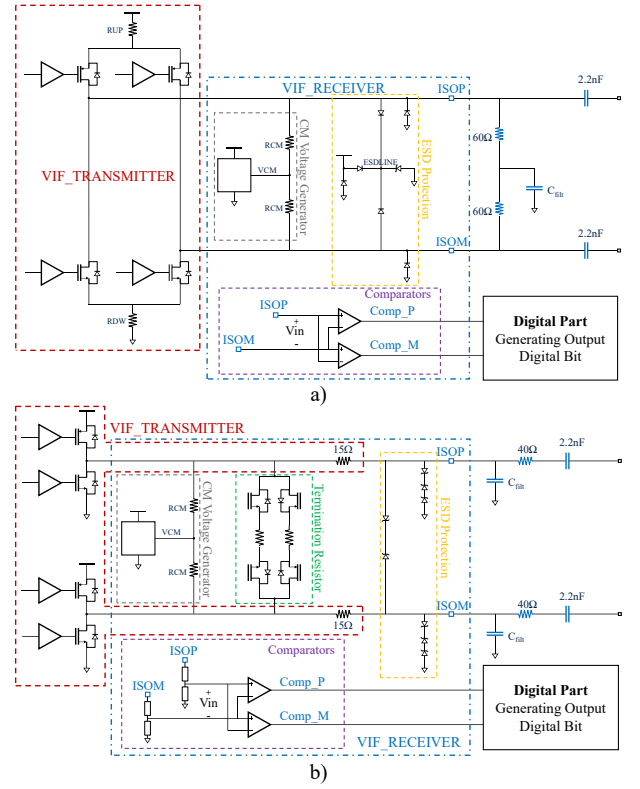 RUP
VIF_RECEIVER
ISOP
2.2nF
VIF_TRANSMITTER
CM Voltage Generator
RCM
VCM
RCM
ESDLINE
ESD Protection
60Ω
60Ω
Cfilt
ISOM
2.2nF
RDW
Comparators
ISOP
+
Vin
-
ISOM
Comp_P
Comp_M
Digital Part
Generating Output
Digital Bit
a)
VIF_TRANSMITTER
15Ω
ISOP
40Ω
2.2nF
Cfilt
CM Voltage Generator
RCM
VCM
RCM
Termination Resistor
ESD Protection
15Ω
ISOM
40Ω
2.2nF
Cfilt
ISOP
Comparators
ISOM
+
Vin
-
Comp_P
Comp_M
VIF_RECEIVER
Digital Part
Generating Output
Digital Bit
b)